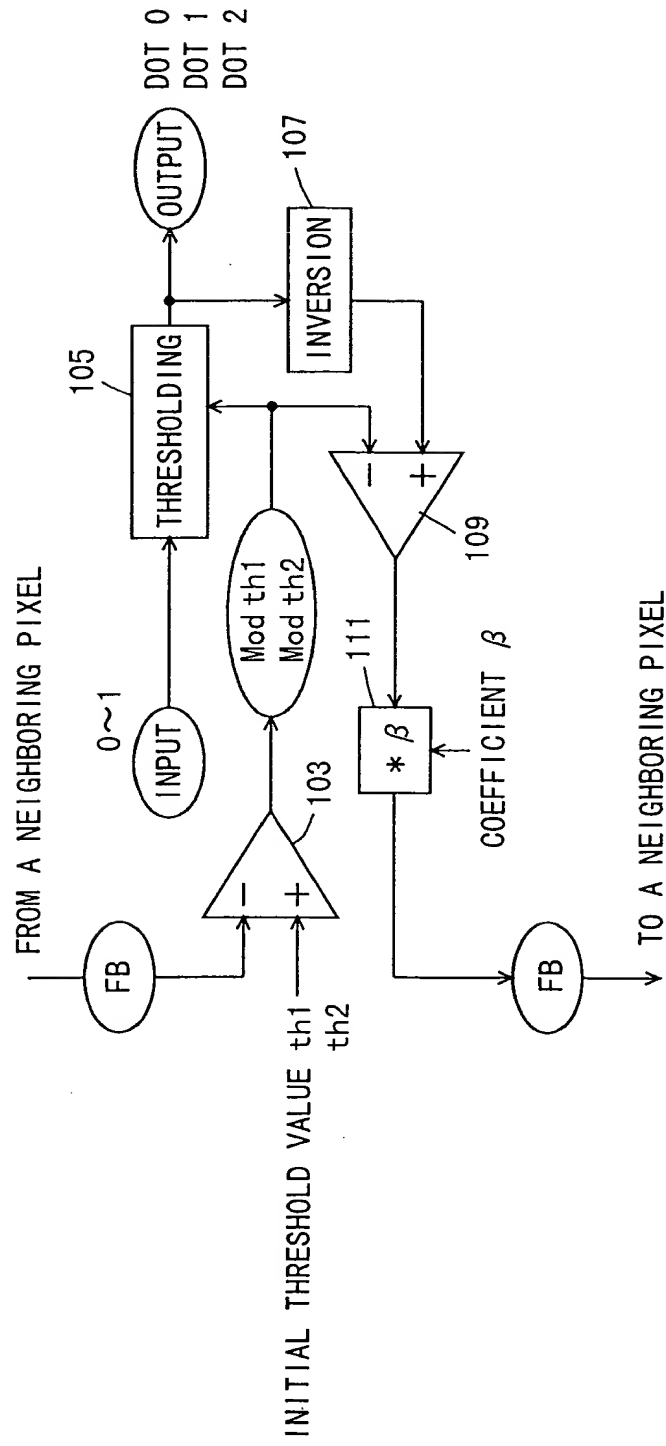 FROM A NEIGHBORING PIXEL
FB
INITIAL THRESHOLD VALUE th1
th2
−
+
103
0~1
INPUT
Mod th1
Mod th2
105
THRESHOLDING
OUTPUT
DOT 0
DOT 1
DOT 2
107
INVERSION
−
+
109
111
* β
COEFFICIENT β
FB
TO A NEIGHBORING PIXEL